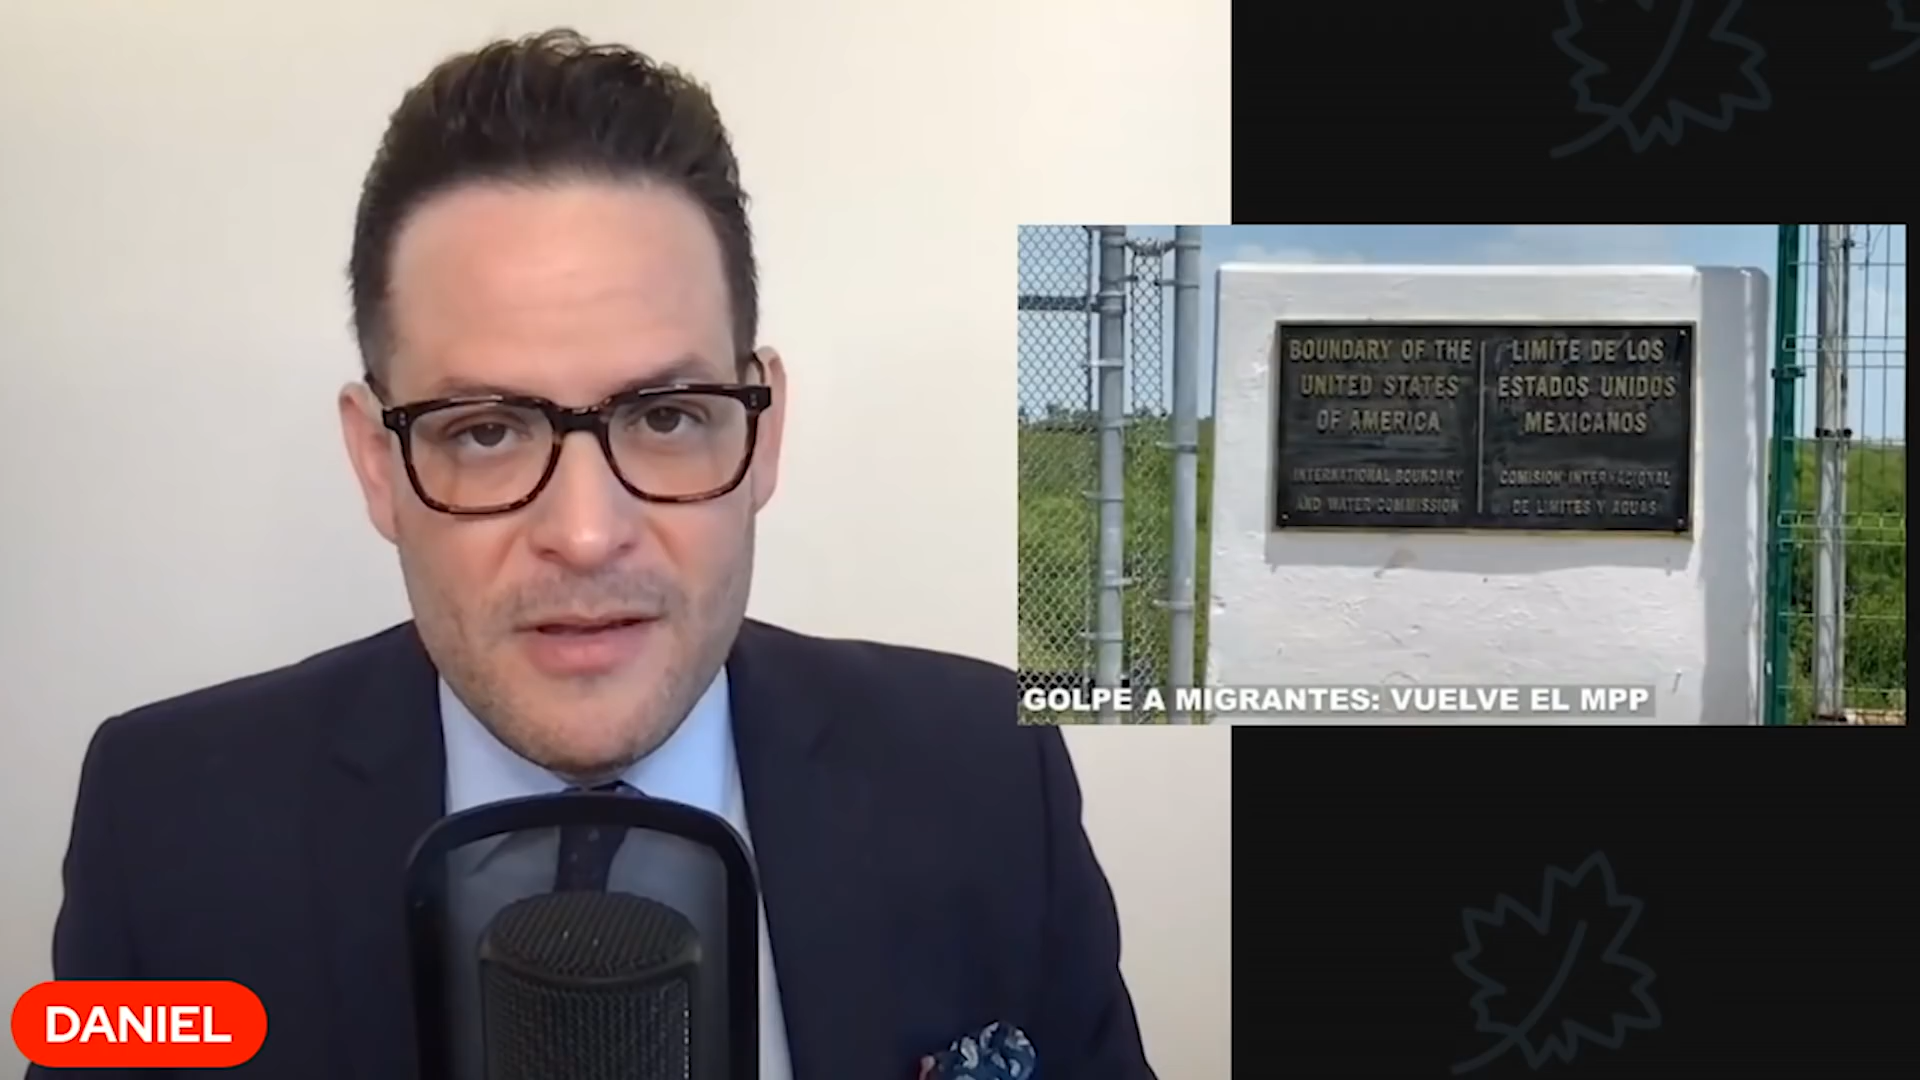 BOUNDARY OF THE
UNITED STATES
OF AMERICA
INTERNATIONAL BOUNDARY
AND WATER COMMISSION
LIMITE DE LOS
ESTADOS UNIDOS
MEXICANOS
COMISION INTERNACIONAL
DE LIMITES Y AGUAS
GOLPE A MIGRANTES: VUELVE EL MPP
DANIEL